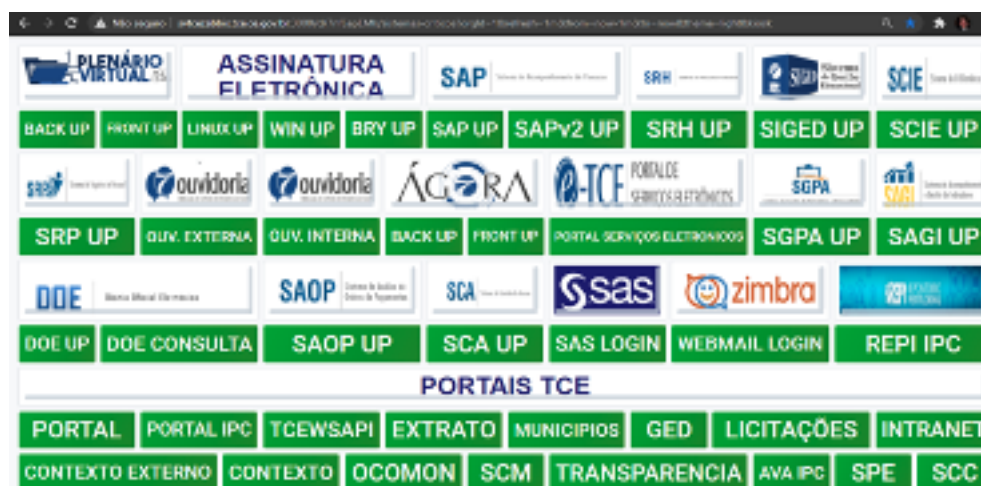 Não seguro
PLENÁRIO VIRTUAL
ASSINATURA ELETRÔNICA
SAP
SRH
SIGED
SCIE
BACK UP FRONT UP LINUX UP WIN UP BRY UP SAP UP SAPv2 UP SRH UP SIGED UP SCIE UP
ouvidoria ouvidoria ÁGORA @-TCE PORTAL DE SERVIÇOS ELETRÔNICOS SGPA SAGI
SRP UP OUV. EXTERNA OUV. INTERNA BACK UP FRONT UP PORTAL SERVIÇOS ELETRONICOS SGPA UP SAGI UP
DOE SAOP SCA sas zimbra
DOE UP DOE CONSULTA SAOP UP SCA UP SAS LOGIN WEBMAIL LOGIN REPI IPC
PORTAIS TCE
PORTAL PORTAL IPC TCEWSAPI EXTRATO MUNICIPIOS GED LICITAÇÕES INTRANET
CONTEXTO EXTERNO CONTEXTO OCOMON SCM TRANSPARENCIA AVA IPC SPE SCC